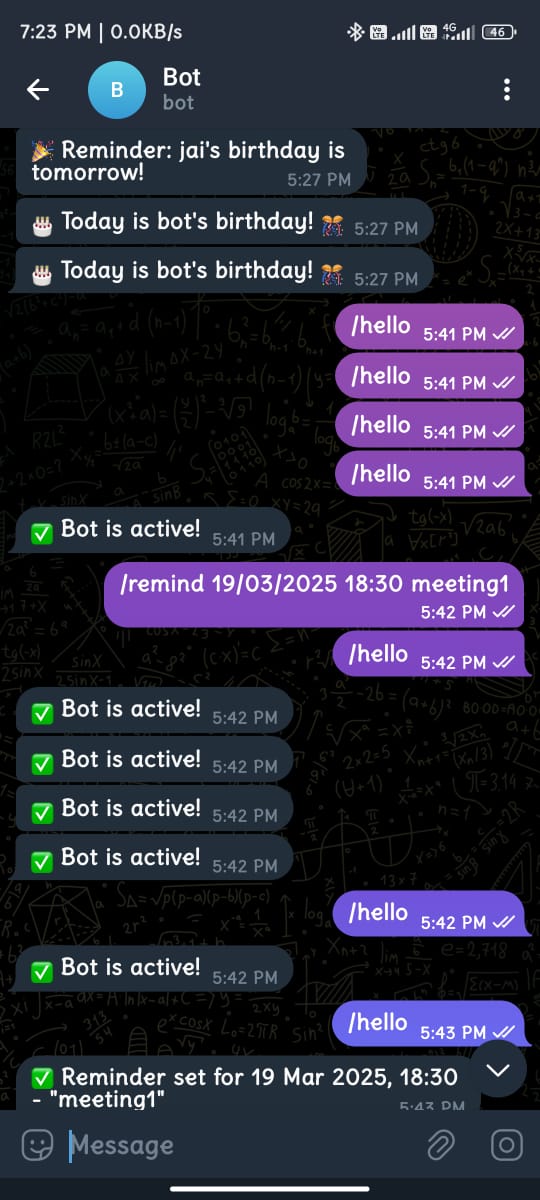 7:23 PM | 0.0KB/s
Vo LTE Vo LTE 4G 46
B
Bot
bot
Reminder: jai's birthday is
tomorrow!
5:27 PM
Today is bot's birthday! 5:27 PM
Today is bot's birthday! 5:27 PM
/hello 5:41 PM
/hello 5:41 PM
/hello 5:41 PM
/hello 5:41 PM
Bot is active! 5:41 PM
/remind 19/03/2025 18:30 meeting1
5:42 PM
/hello 5:42 PM
Bot is active! 5:42 PM
Bot is active! 5:42 PM
Bot is active! 5:42 PM
Bot is active! 5:42 PM
/hello 5:42 PM
Bot is active! 5:42 PM
/hello 5:43 PM
Reminder set for 19 Mar 2025, 18:30
- "meeting1"
5:43 PM
Message